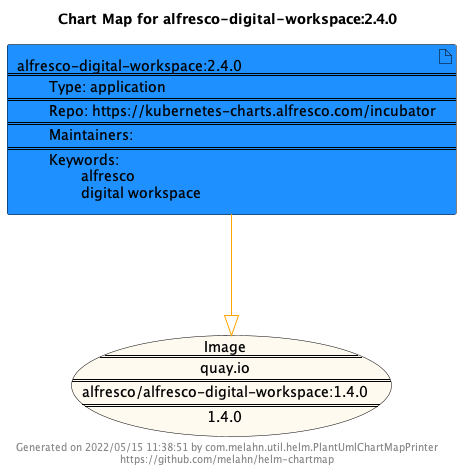 Chart Map for alfresco-digital-workspace:2.4.0
alfresco-digital-workspace:2.4.0
Type: application
Repo: https://kubernetes-charts.alfresco.com/incubator
Maintainers:
Keywords:
alfresco
digital workspace
Image
quay.io
alfresco/alfresco-digital-workspace:1.4.0
1.4.0
Generated on 2022/05/15 11:38:51 by com.melahn.util.helm.PlantUmlChartMapPrinter
https://github.com/melahn/helm-chartmap